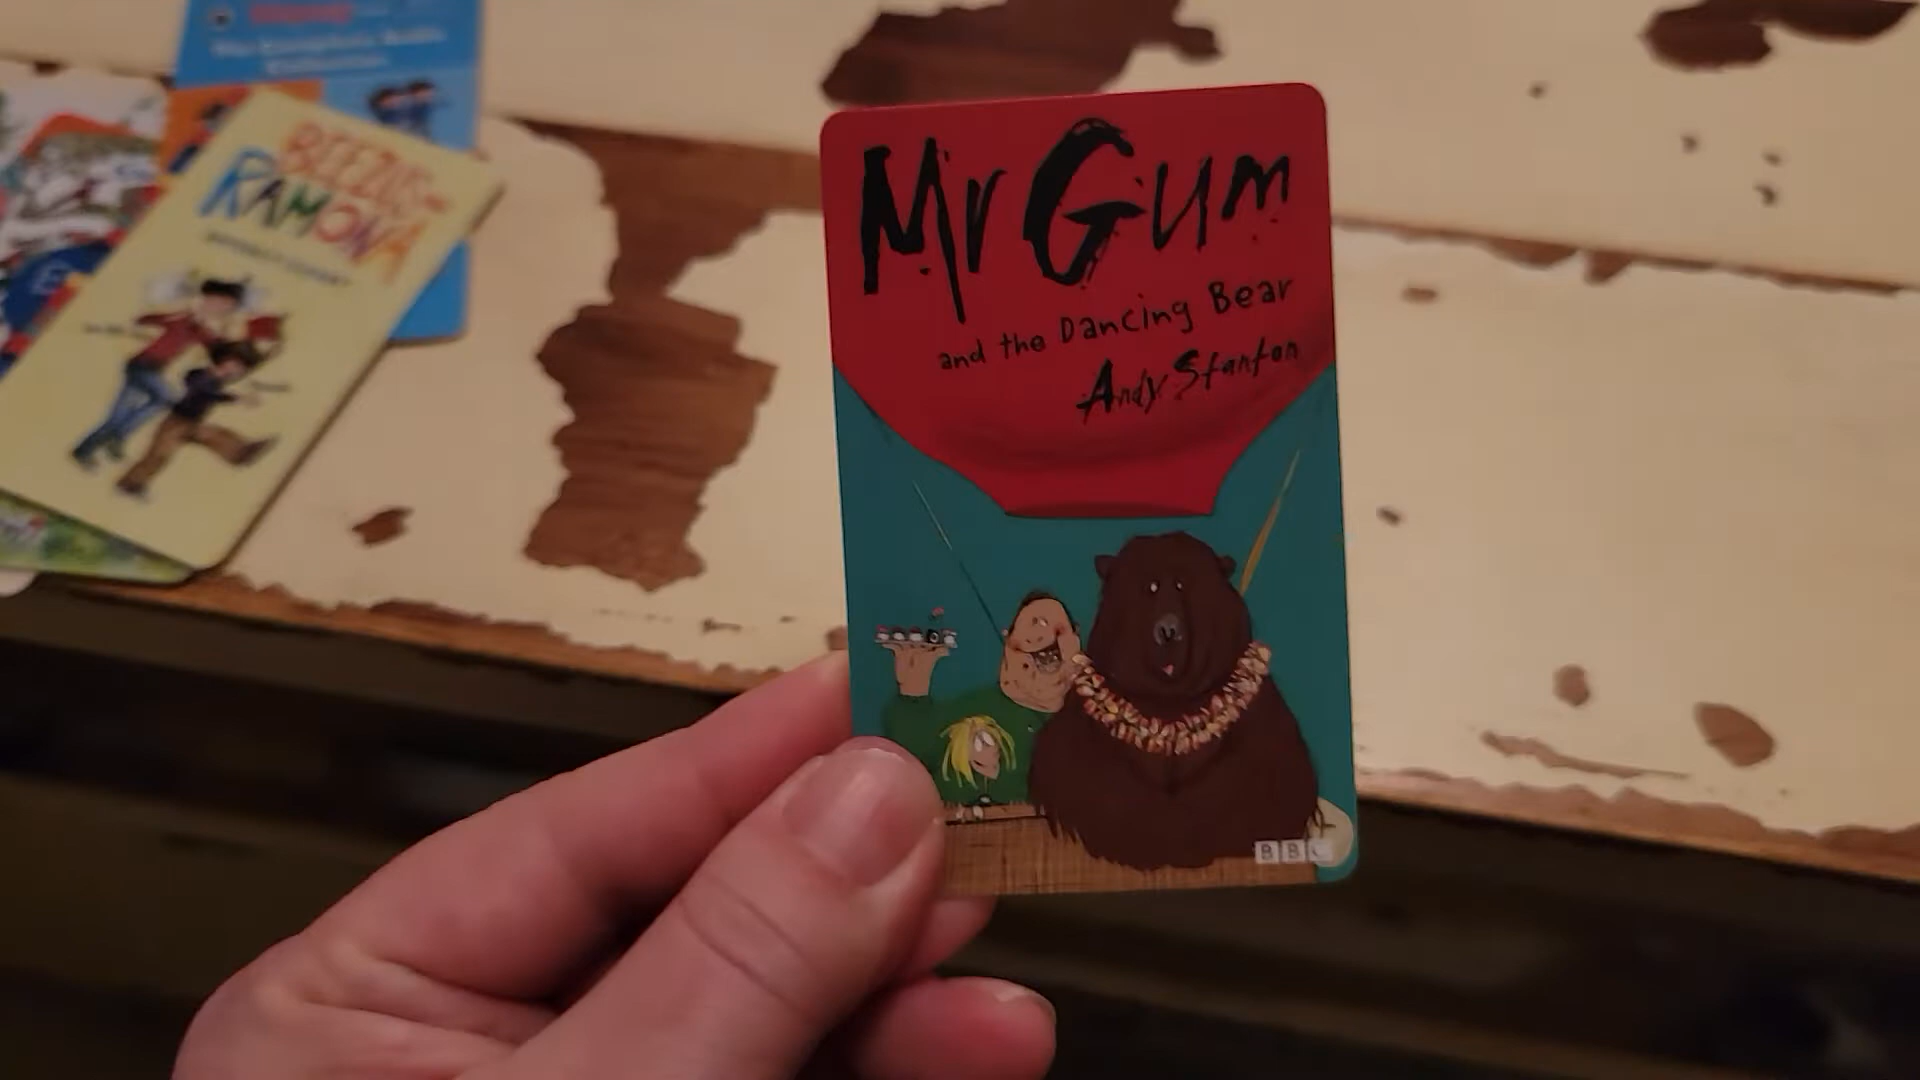 Mr Gum
and the Dancing Bear
Andy Stanton
BBC
BEEZUS and
RAMONA